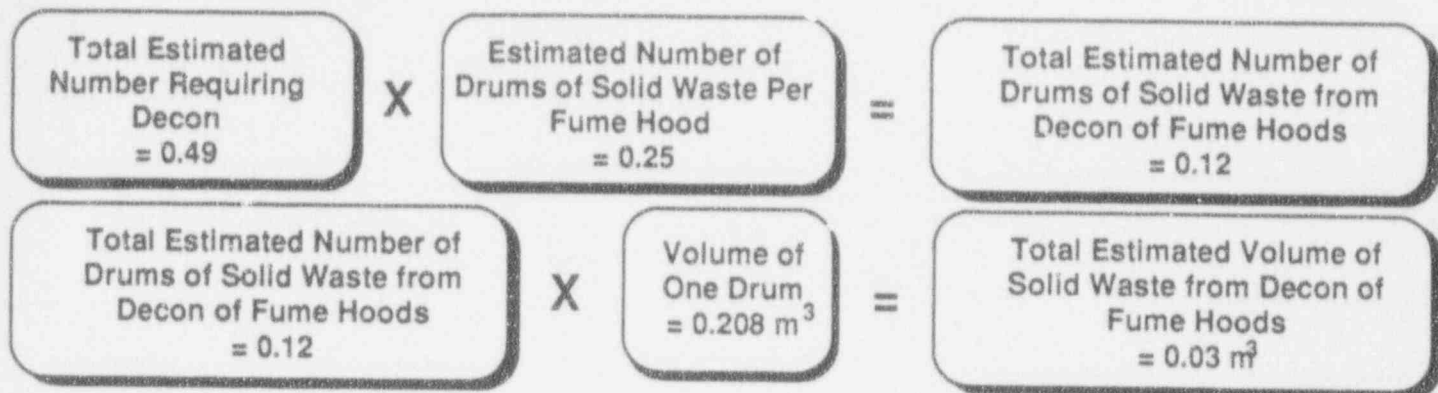 Total Estimated
Number Requiring
Decon
= 0.49
X
Estimated Number of
Drums of Solid Waste Per
Fume Hood
= 0.25
=
Total Estimated Number of
Drums of Solid Waste from
Decon of Fume Hoods
= 0.12
Total Estimated Number of
Drums of Solid Waste from
Decon of Fume Hoods
= 0.12
X
Volume of
One Drum
= 0.208 m³
=
Total Estimated Volume of
Solid Waste from Decon of
Fume Hoods
= 0.03 m³